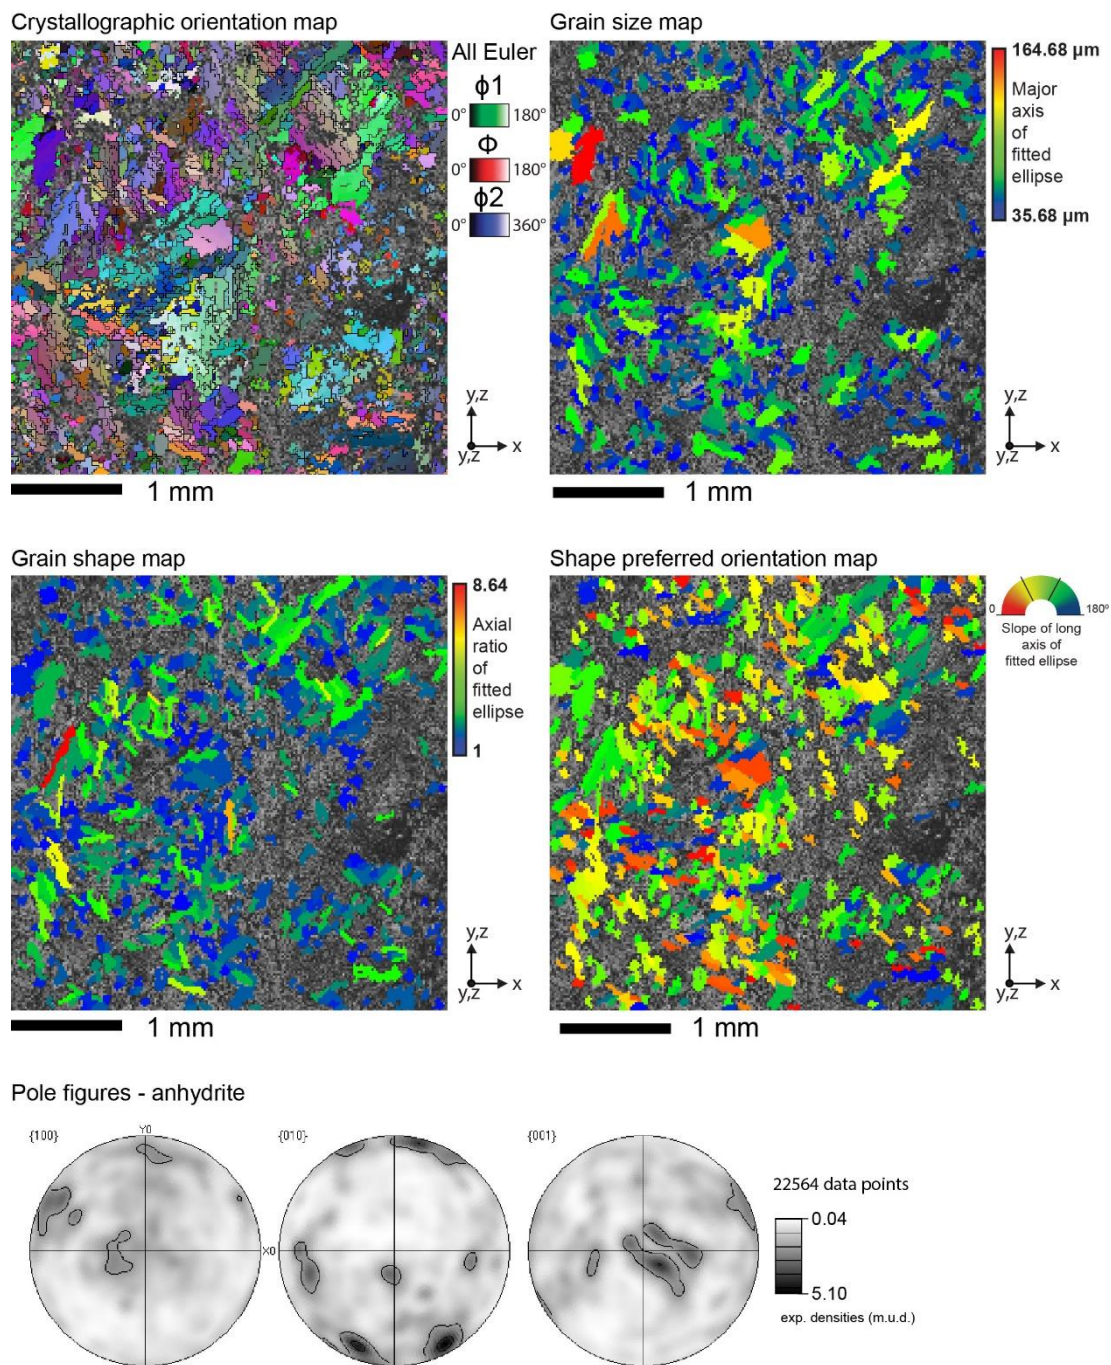 Crystallographic orientation map
All Euler
ϕ1
0° 180°
Φ
0° 180°
ϕ2
0° 360°
y,z
y,z x
1 mm
Grain size map
164.68 µm
Major
axis
of
fitted
ellipse
35.68 µm
y,z
y,z x
1 mm
Grain shape map
8.64
Axial
ratio
of
fitted
ellipse
1
y,z
y,z x
1 mm
Shape preferred orientation map
0 180º
Slope of long
axis of
fitted ellipse
y,z
y,z x
1 mm
Pole figures - anhydrite
{100} Y0 {010} {001}
X0
22564 data points
0.04
5.10
exp. densities (m.u.d.)